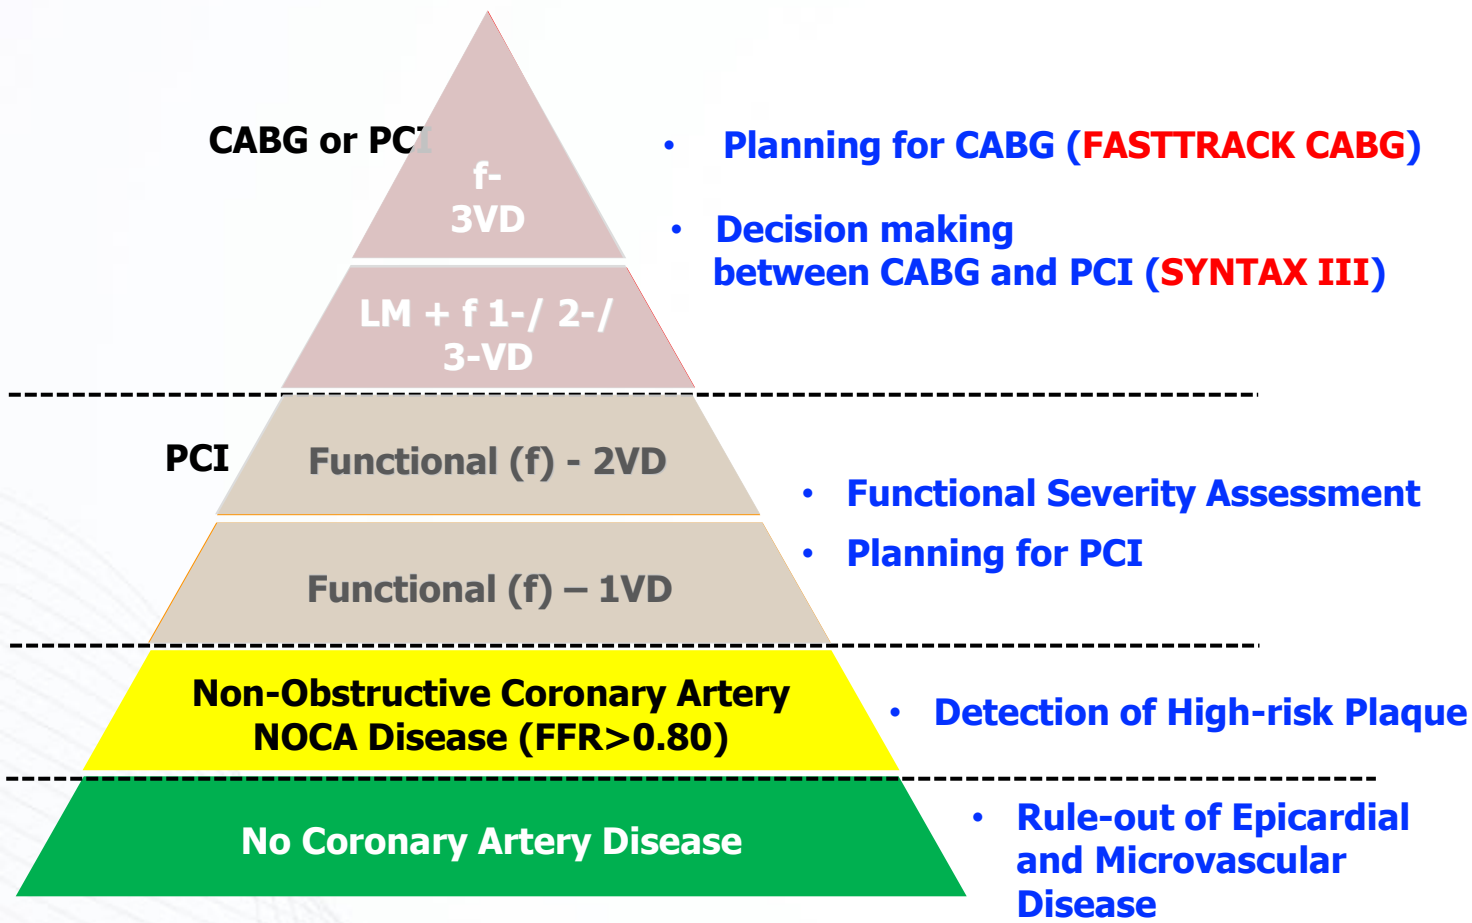 CABG or PCI
f-
3VD
LM + f 1-/ 2-/
3-VD
• Planning for CABG (FASTTRACK CABG)
• Decision making
between CABG and PCI (SYNTAX III)
PCI
Functional (f) - 2VD
Functional (f) – 1VD
• Functional Severity Assessment
• Planning for PCI
Non-Obstructive Coronary Artery
NOCA Disease (FFR>0.80)
• Detection of High-risk Plaque
No Coronary Artery Disease
• Rule-out of Epicardial
and Microvascular
Disease